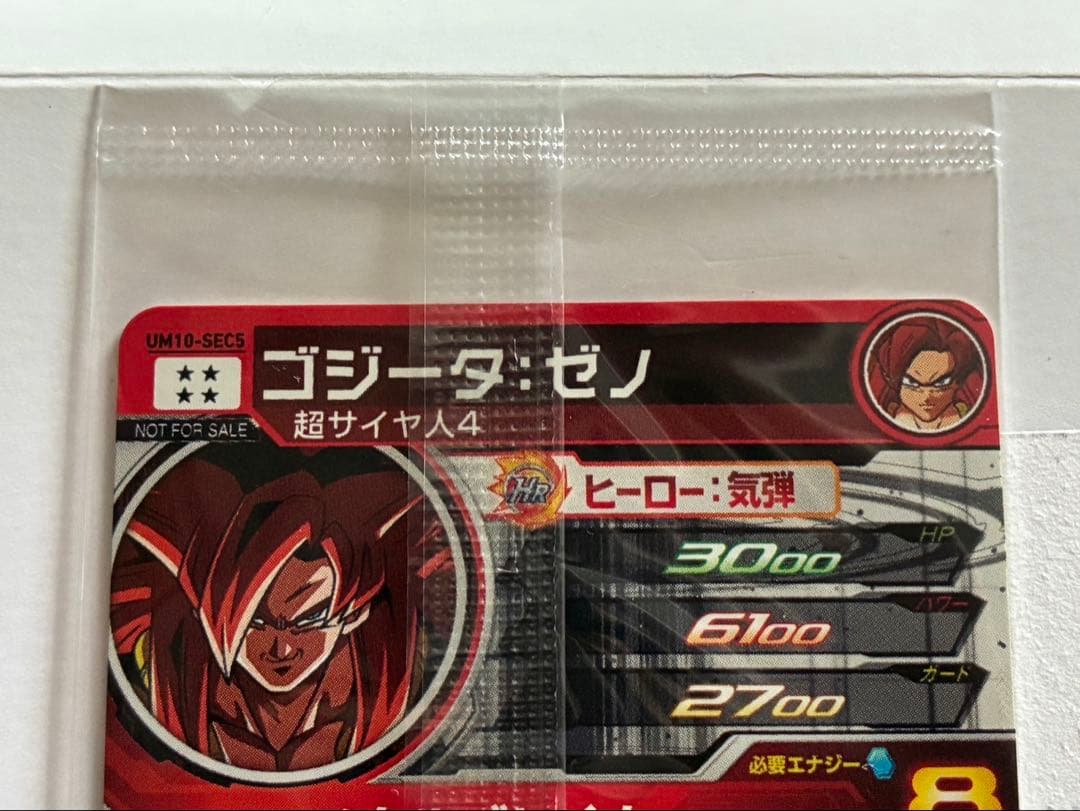 UM10-SEC5
ゴジータ:ゼノ
★★
★★
NOT FOR SALE
超サイヤ人4
HR
ヒーロー:気弾
HP
3000
パワー
6100
カード
2700
必要エナジー
8